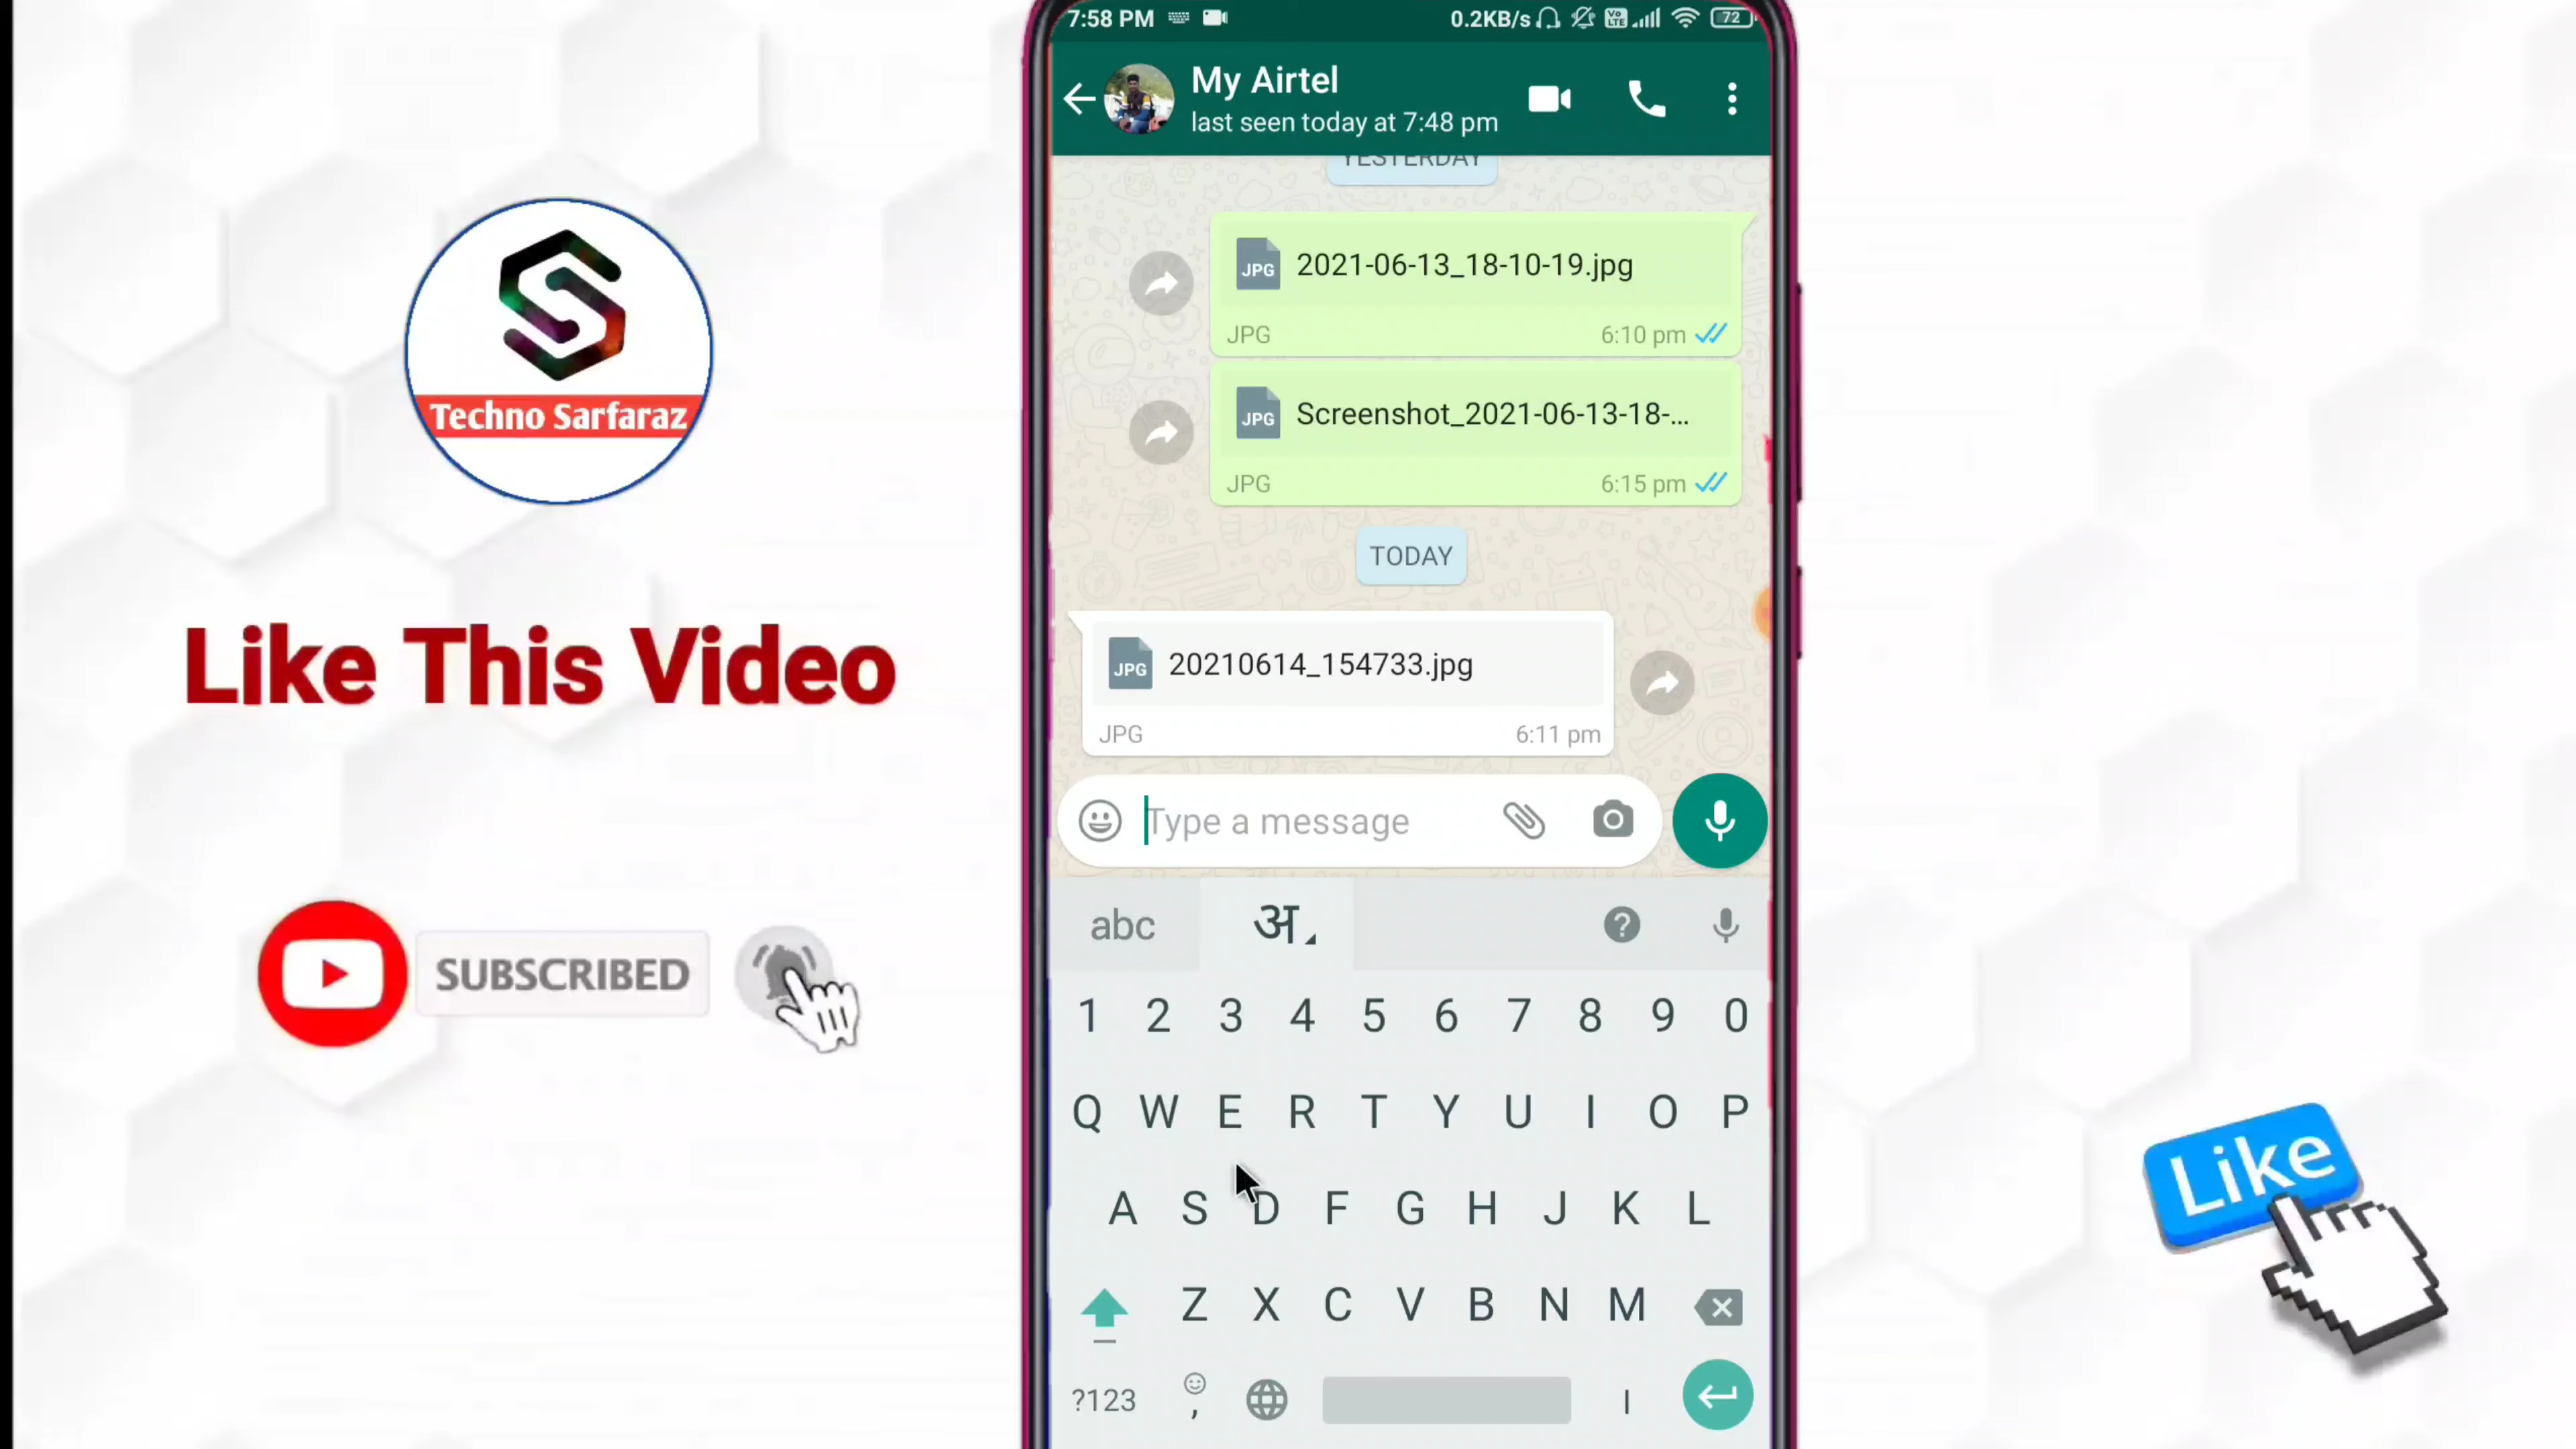 7:58 PM
0.2KB/s
Vo LTE
72
My Airtel
last seen today at 7:48 pm
YESTERDAY
JPG
2021-06-13_18-10-19.jpg
JPG
6:10 pm
JPG
Screenshot_2021-06-13-18-...
JPG
6:15 pm
TODAY
JPG
20210614_154733.jpg
JPG
6:11 pm
Type a message
abc
अ
?
1 2 3 4 5 6 7 8 9 0
Q W E R T Y U I O P
A S D F G H J K L
Z X C V B N M
?123 , |
S
Techno Sarfaraz
Like This Video
SUBSCRIBED
Like